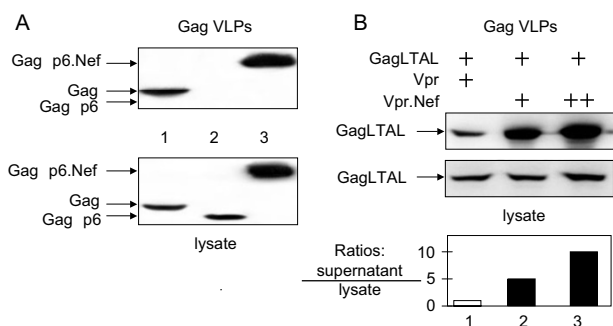 A
Gag VLPs
Gag p6.Nef
Gag
Gag p6
1 2 3
Gag p6.Nef
Gag
Gag p6
lysate
B
Gag VLPs
GagLTAL + + +
Vpr +
Vpr.Nef + ++
GagLTAL
GagLTAL
lysate
Ratios:
supernatant
lysate
10
5
0
1 2 3